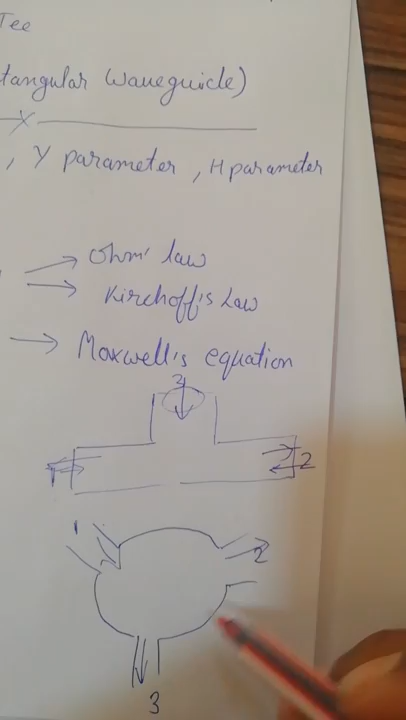 Tee
tangular waveguide)
X
, Y parameter , H parameter
Ohm' law
Kirchoff's Law
Maxwell's equation
3
1 2
1 2
3